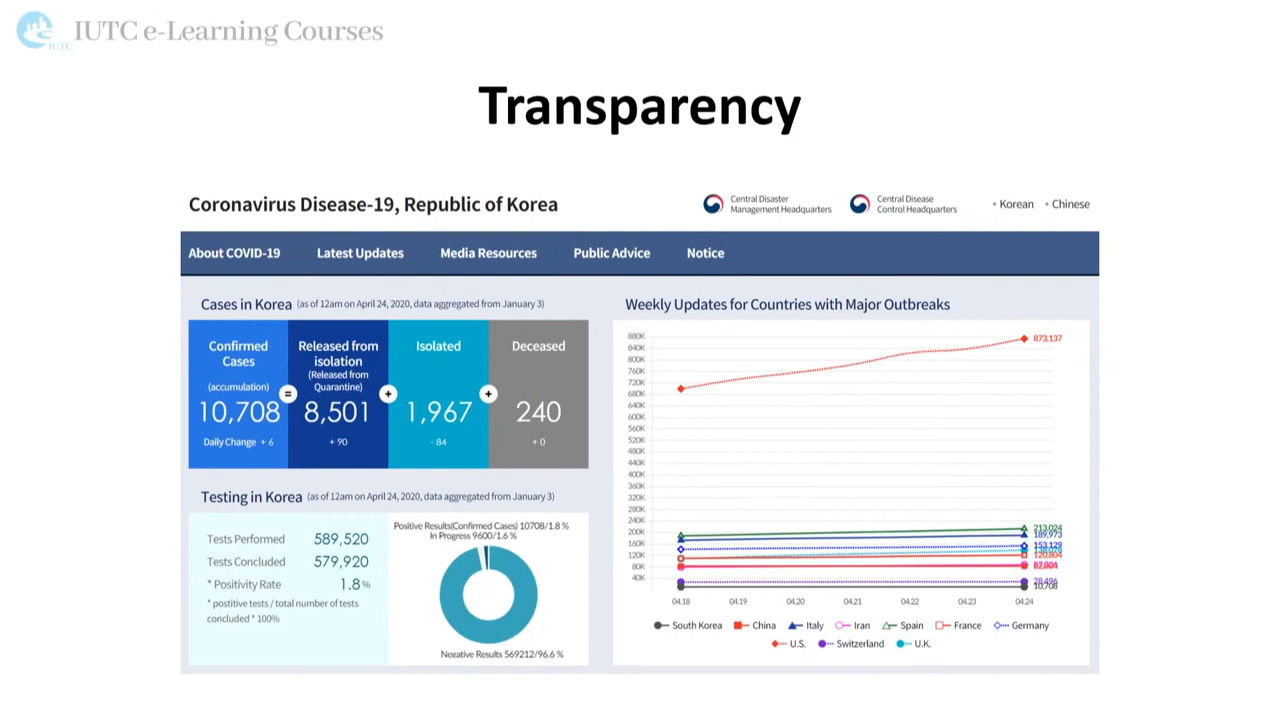 IUTC e-Learning Courses
IUTC
Transparency
Coronavirus Disease-19, Republic of Korea
Central Disaster
Management Headquarters
Central Disease
Control Headquarters
• Korean • Chinese
About COVID-19 Latest Updates Media Resources Public Advice Notice
Cases in Korea (as of 12am on April 24, 2020, data aggregated from January 3)
Confirmed
Cases
(accumulation)
10,708
Daily Change + 6
=
Released from
isolation
(Released from
Quarantine)
8,501
+ 90
+
Isolated
1,967
- 84
+
Deceased
240
+ 0
Testing in Korea (as of 12am on April 24, 2020, data aggregated from January 3)
Tests Performed 589,520
Tests Concluded 579,920
* Positivity Rate 1.8%
* postitive tests / total number of tests
concluded * 100%
Positive Results(Confirmed Cases) 10708/1.8 %
In Progress 9600/1.6 %
Negative Results 569212/96.6 %
Weekly Updates for Countries with Major Outbreaks
880K
840K
800K
760K
720K
680K
640K
600K
560K
520K
480K
440K
400K
360K
320K
280K
240K
200K
160K
120K
80K
40K
873,137
213,024
189,973
153,129
120,804
10,708
04.18 04.19 04.20 04.21 04.22 04.23 04.24
South Korea China Italy Iran Spain France Germany
U.S. Switzerland U.K.